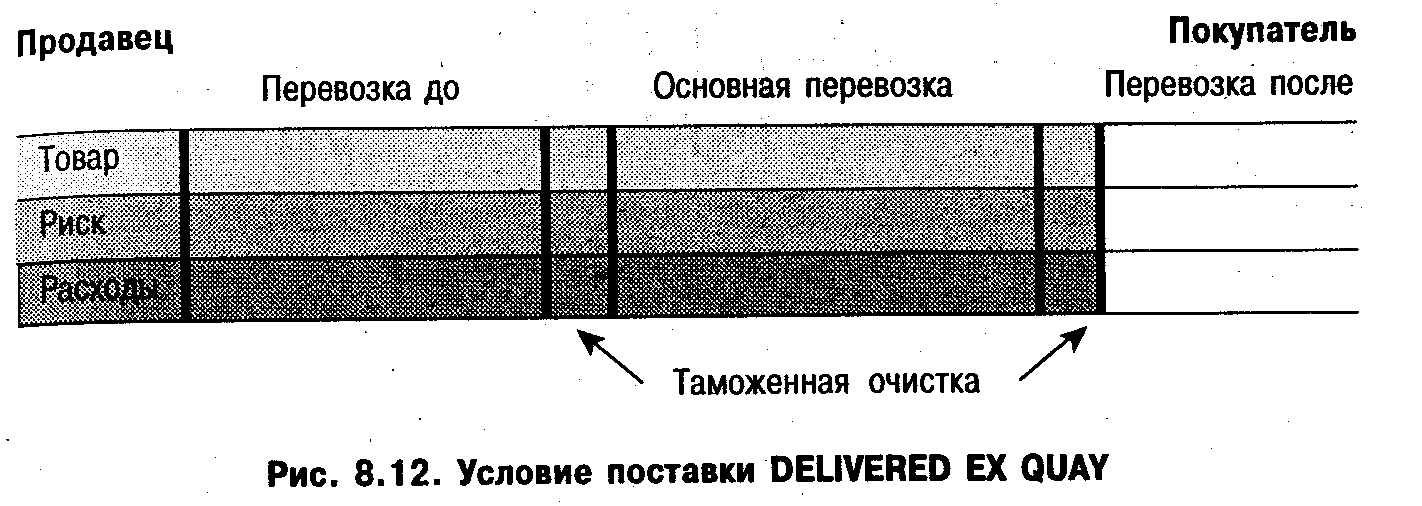 Продавец
Покупатель
Перевозка до
Основная перевозка
Перевозка после
Товар
Риск
Расходы
Таможенная очистка
Рис. 8.12. Условие поставки DELIVERED EX QUAY